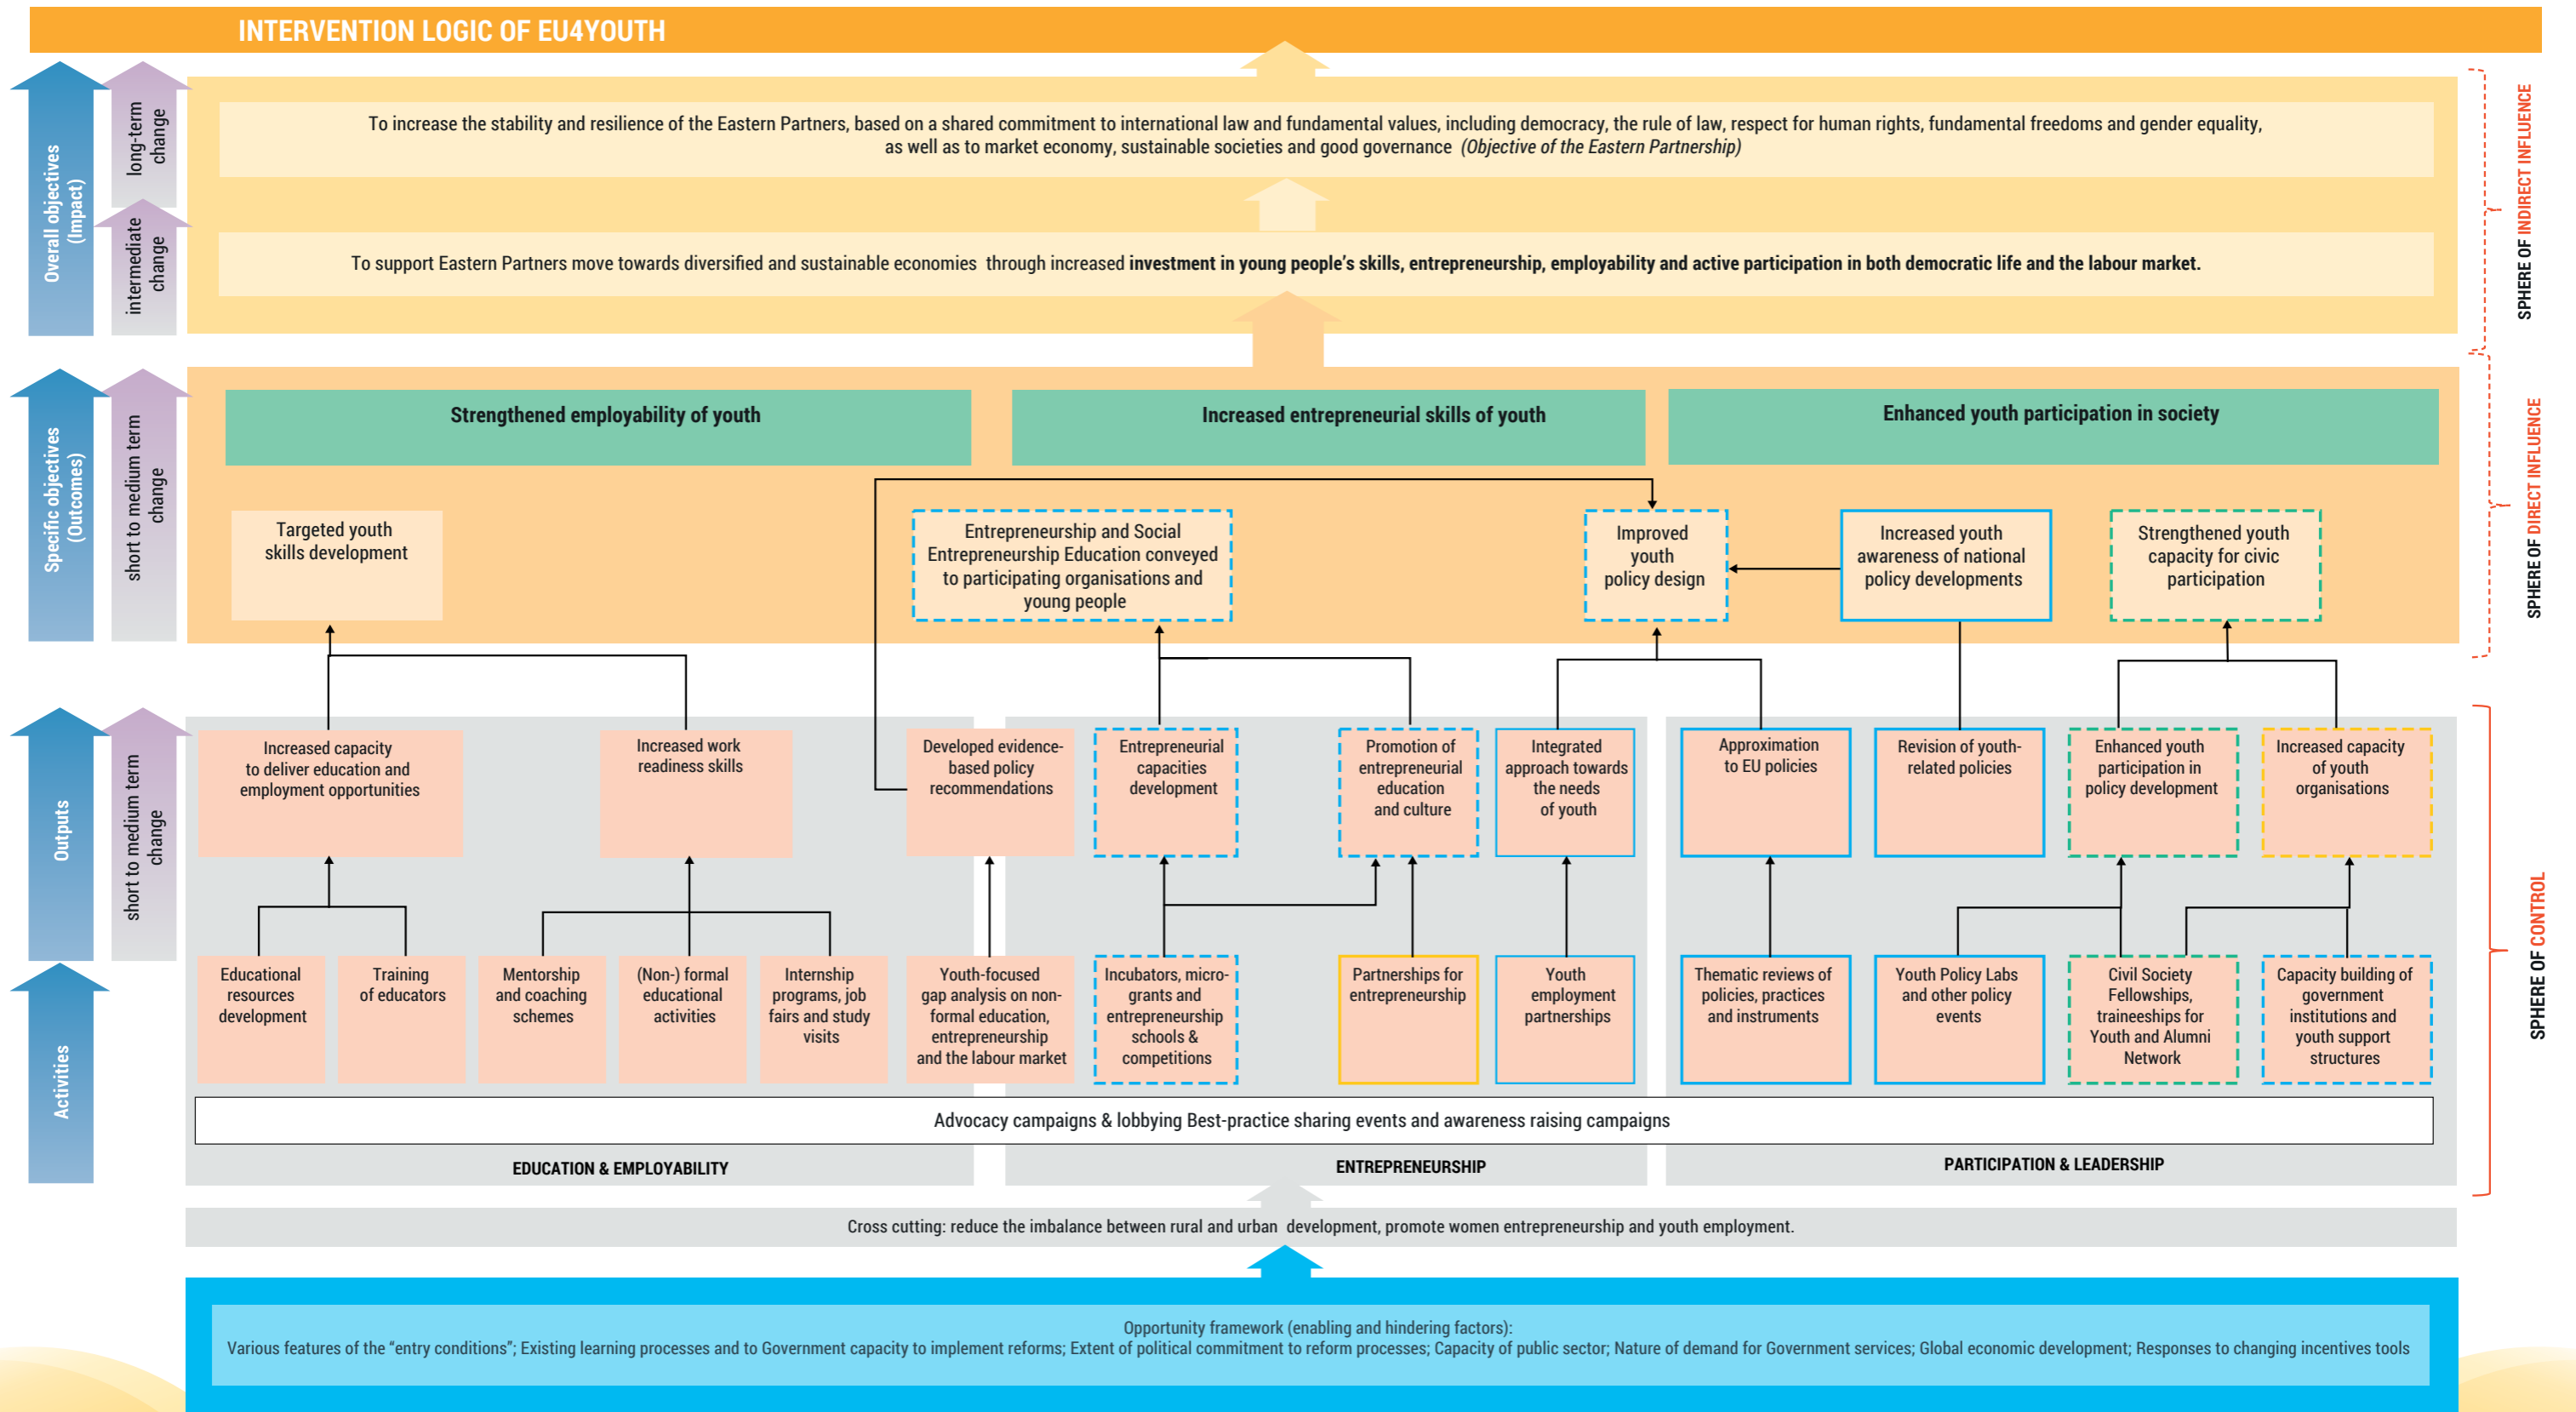 INTERVENTION LOGIC OF EU4YOUTH
Overall objectives
(Impact)
long-term
change
To increase the stability and resilience of the Eastern Partners, based on a shared commitment to international law and fundamental values, including democracy, the rule of law, respect for human rights, fundamental freedoms and gender equality,
as well as to market economy, sustainable societies and good governance (Objective of the Eastern Partnership)
intermediate
change
To support Eastern Partners move towards diversified and sustainable economies through increased investment in young people's skills, entrepreneurship, employability and active participation in both democratic life and the labour market.
SPHERE OF INDIRECT INFLUENCE
Specific objectives
(Outcomes)
short to medium term
change
Strengthened employability of youth
Increased entrepreneurial skills of youth
Enhanced youth participation in society
Targeted youth
skills development
Entrepreneurship and Social
Entrepreneurship Education conveyed
to participating organisations and
young people
Improved
youth
policy design
Increased youth
awareness of national
policy developments
Strengthened youth
capacity for civic
participation
SPHERE OF DIRECT INFLUENCE
Outputs
short to medium term
change
Increased capacity
to deliver education and
employment opportunities
Increased work
readiness skills
Developed evidence-
based policy
recommendations
Entrepreneurial
capacities
development
Promotion of
entrepreneurial
education
and culture
Integrated
approach towards
the needs
of youth
Approximation
to EU policies
Revision of youth-
related policies
Enhanced youth
participation in
policy development
Increased capacity
of youth
organisations
Activities
Educational
resources
development
Training
of educators
Mentorship
and coaching
schemes
(Non-) formal
educational
activities
Internship
programs, job
fairs and study
visits
Youth-focused
gap analysis on non-
formal education,
entrepreneurship
and the labour market
Incubators, micro-
grants and
entrepreneurship
schools &
competitions
Partnerships for
entrepreneurship
Youth
employment
partnerships
Thematic reviews of
policies, practices
and instruments
Youth Policy Labs
and other policy
events
Civil Society
Fellowships,
traineeships for
Youth and Alumni
Network
Capacity building of
government
institutions and
youth support
structures
SPHERE OF CONTROL
Advocacy campaigns & lobbying Best-practice sharing events and awareness raising campaigns
EDUCATION & EMPLOYABILITY
ENTREPRENEURSHIP
PARTICIPATION & LEADERSHIP
Cross cutting: reduce the imbalance between rural and urban development, promote women entrepreneurship and youth employment.
Opportunity framework (enabling and hindering factors):
Various features of the "entry conditions"; Existing learning processes and to Government capacity to implement reforms; Extent of political commitment to reform processes; Capacity of public sector; Nature of demand for Government services; Global economic development; Responses to changing incentives tools